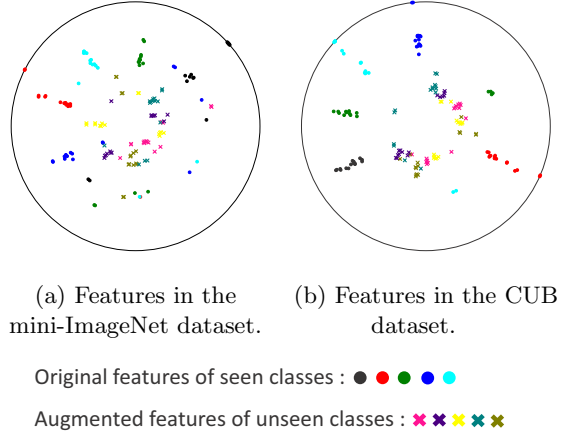 (a) Features in the
mini-ImageNet dataset.
(b) Features in the CUB
dataset.
Original features of seen classes :
Augmented features of unseen classes :